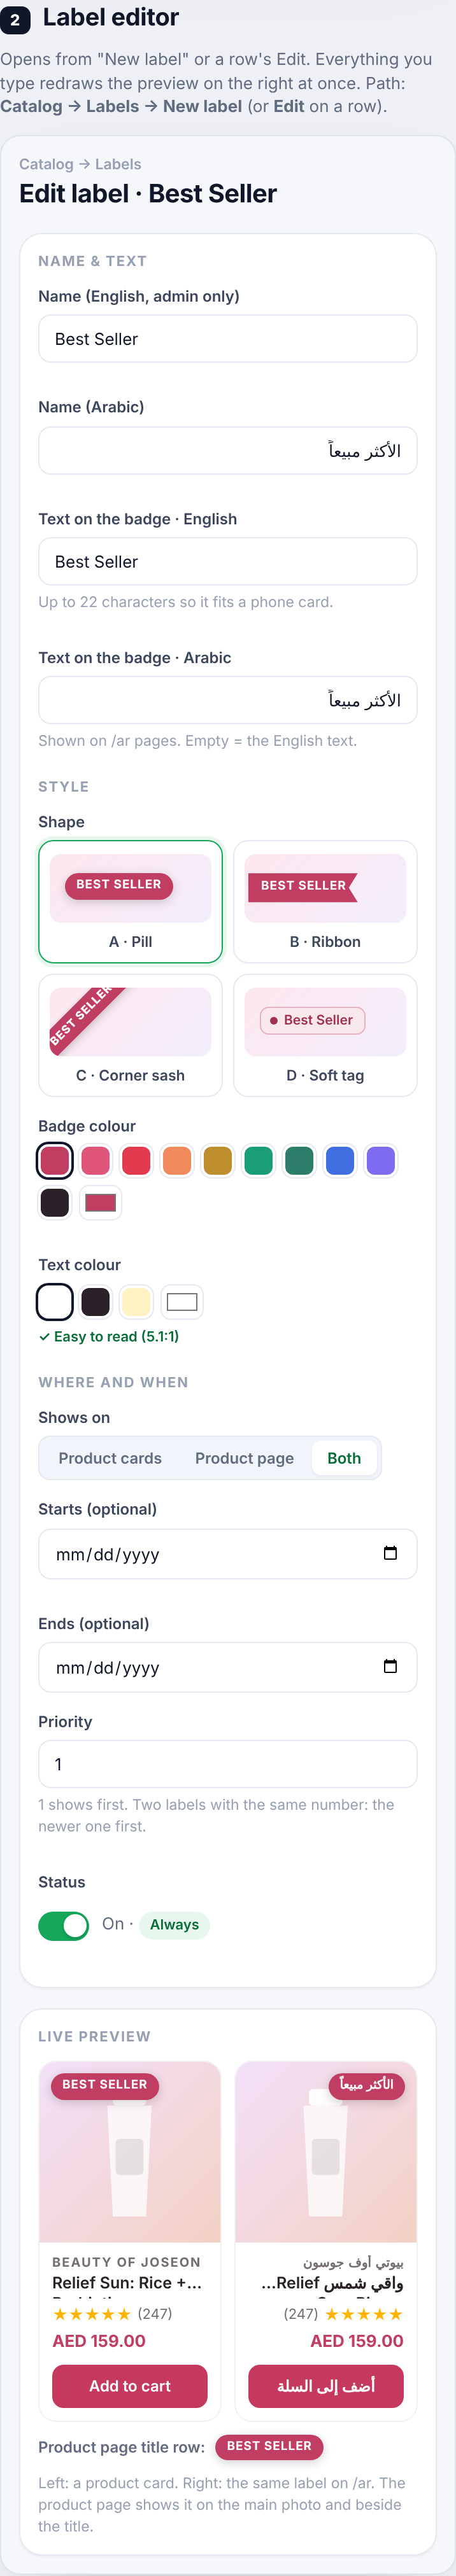 2 Label editor
Opens from "New label" or a row's Edit. Everything you
type redraws the preview on the right at once. Path:
Catalog → Labels → New label (or Edit on a row).
Catalog → Labels
Edit label · Best Seller
NAME & TEXT
Name (English, admin only)
Best Seller
Name (Arabic)
الأكثر مبيعاً
Text on the badge · English
Best Seller
Up to 22 characters so it fits a phone card.
Text on the badge · Arabic
الأكثر مبيعاً
Shown on /ar pages. Empty = the English text.
STYLE
Shape
BEST SELLER
BEST SELLER
A · Pill
B · Ribbon
BEST SELLER
Best Seller
C · Corner sash
D · Soft tag
Badge colour
Text colour
✓ Easy to read (5.1:1)
WHERE AND WHEN
Shows on
Product cards Product page Both
Starts (optional)
mm/dd/yyyy
Ends (optional)
mm/dd/yyyy
Priority
1
1 shows first. Two labels with the same number: the
newer one first.
Status
On · Always
LIVE PREVIEW
BEST SELLER
BEAUTY OF JOSEON
Relief Sun: Rice +...
★★★★★ (247)
AED 159.00
Add to cart
الأكثر مبيعاً
بيوتي أوف جوسون
واقي شمس Relief...
★★★★★ (247)
AED 159.00
أضف إلى السلة
Product page title row: BEST SELLER
Left: a product card. Right: the same label on /ar. The
product page shows it on the main photo and beside
the title.